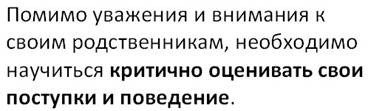 Помимо уважения и внимания к
своим родственникам, необходимо
научиться критично оценивать свои
поступки и поведение.